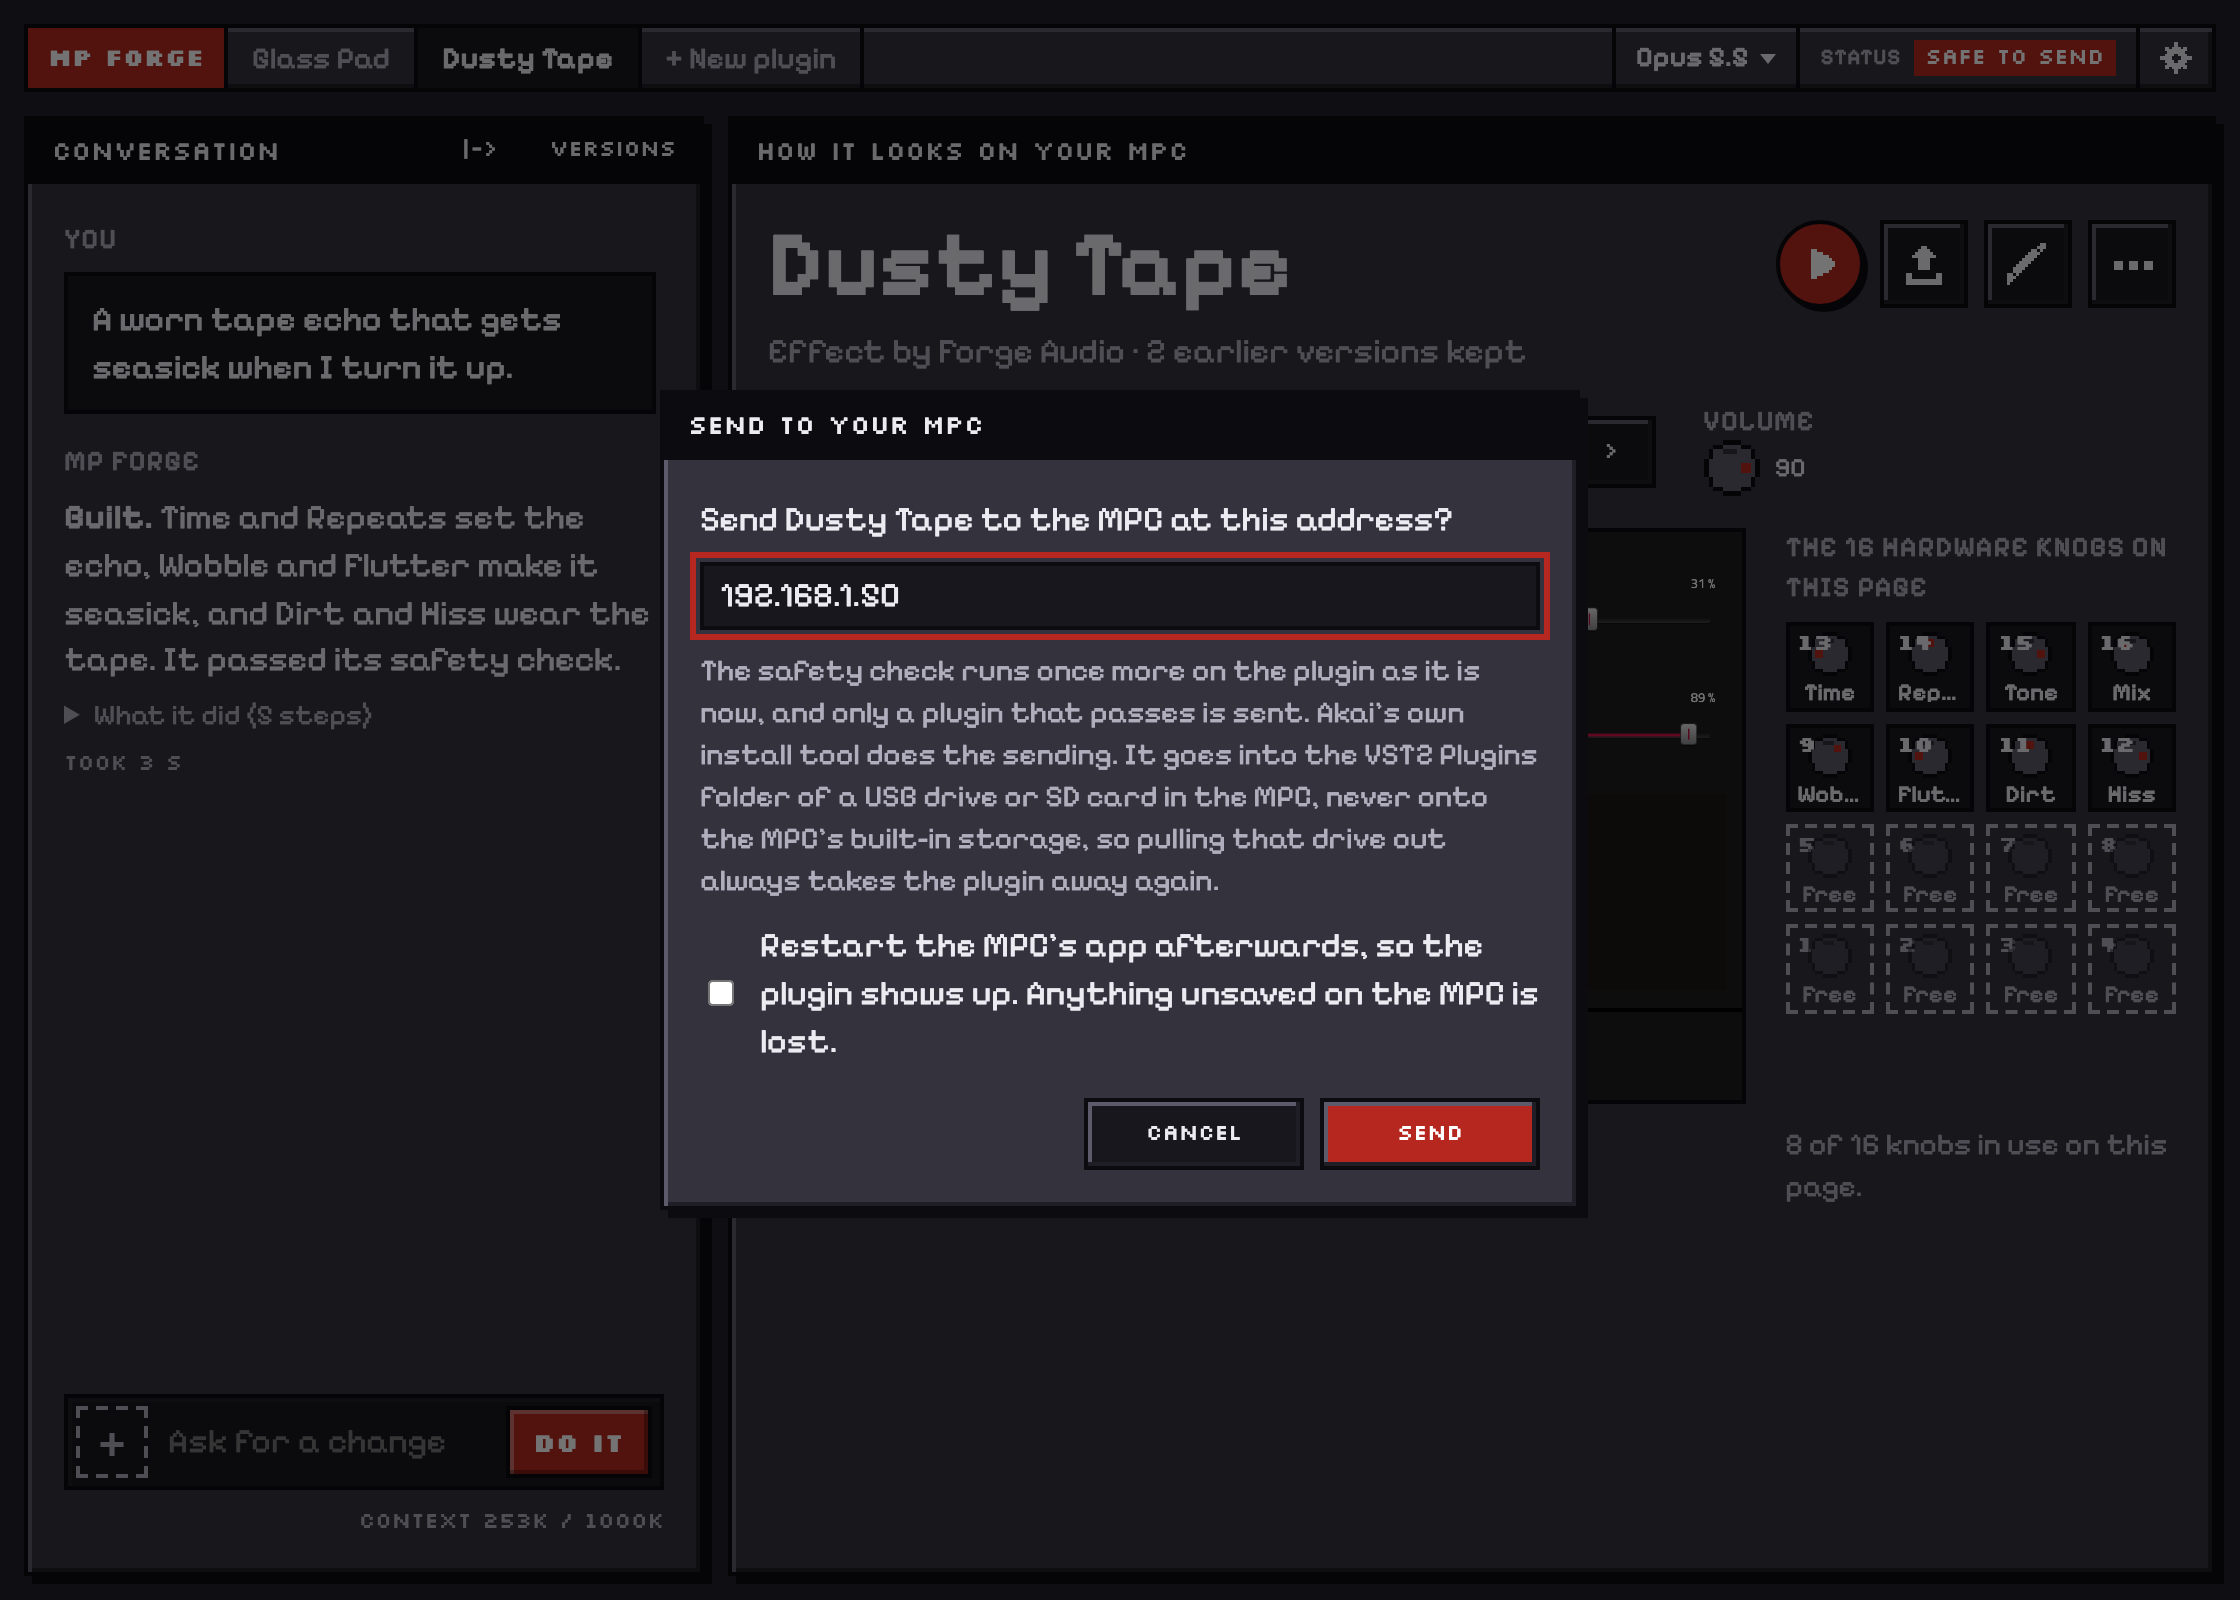 MP FORGE
Glass Pad
Dusty Tape
+ New plugin
Opus 5.5
STATUS
SAFE TO SEND
CONVERSATION
|->
VERSIONS
YOU
A worn tape echo that gets
seasick when I turn it up.
MP FORGE
Built. Time and Repeats set the
echo, Wobble and Flutter make it
seasick, and Dirt and Hiss wear the
tape. It passed its safety check.
What it did (5 steps)
TOOK 3 S
+
Ask for a change
DO IT
CONTEXT 253K / 1000K
HOW IT LOOKS ON YOUR MPC
Dusty Tape
Effect by Forge Audio · 2 earlier versions kept
>
VOLUME
90
31%
89%
SEND TO YOUR MPC
Send Dusty Tape to the MPC at this address?
192.168.1.50
The safety check runs once more on the plugin as it is
now, and only a plugin that passes is sent. Akai's own
install tool does the sending. It goes into the VST2 Plugins
folder of a USB drive or SD card in the MPC, never onto
the MPC's built-in storage, so pulling that drive out
always takes the plugin away again.
Restart the MPC's app afterwards, so the
plugin shows up. Anything unsaved on the MPC is
lost.
CANCEL
SEND
THE 16 HARDWARE KNOBS ON
THIS PAGE
13 14 15 16
Time Rep... Tone Mix
9 10 11 12
Wob... Flut... Dirt Hiss
5 6 7 8
Free Free Free Free
1 2 3 4
Free Free Free Free
8 of 16 knobs in use on this
page.